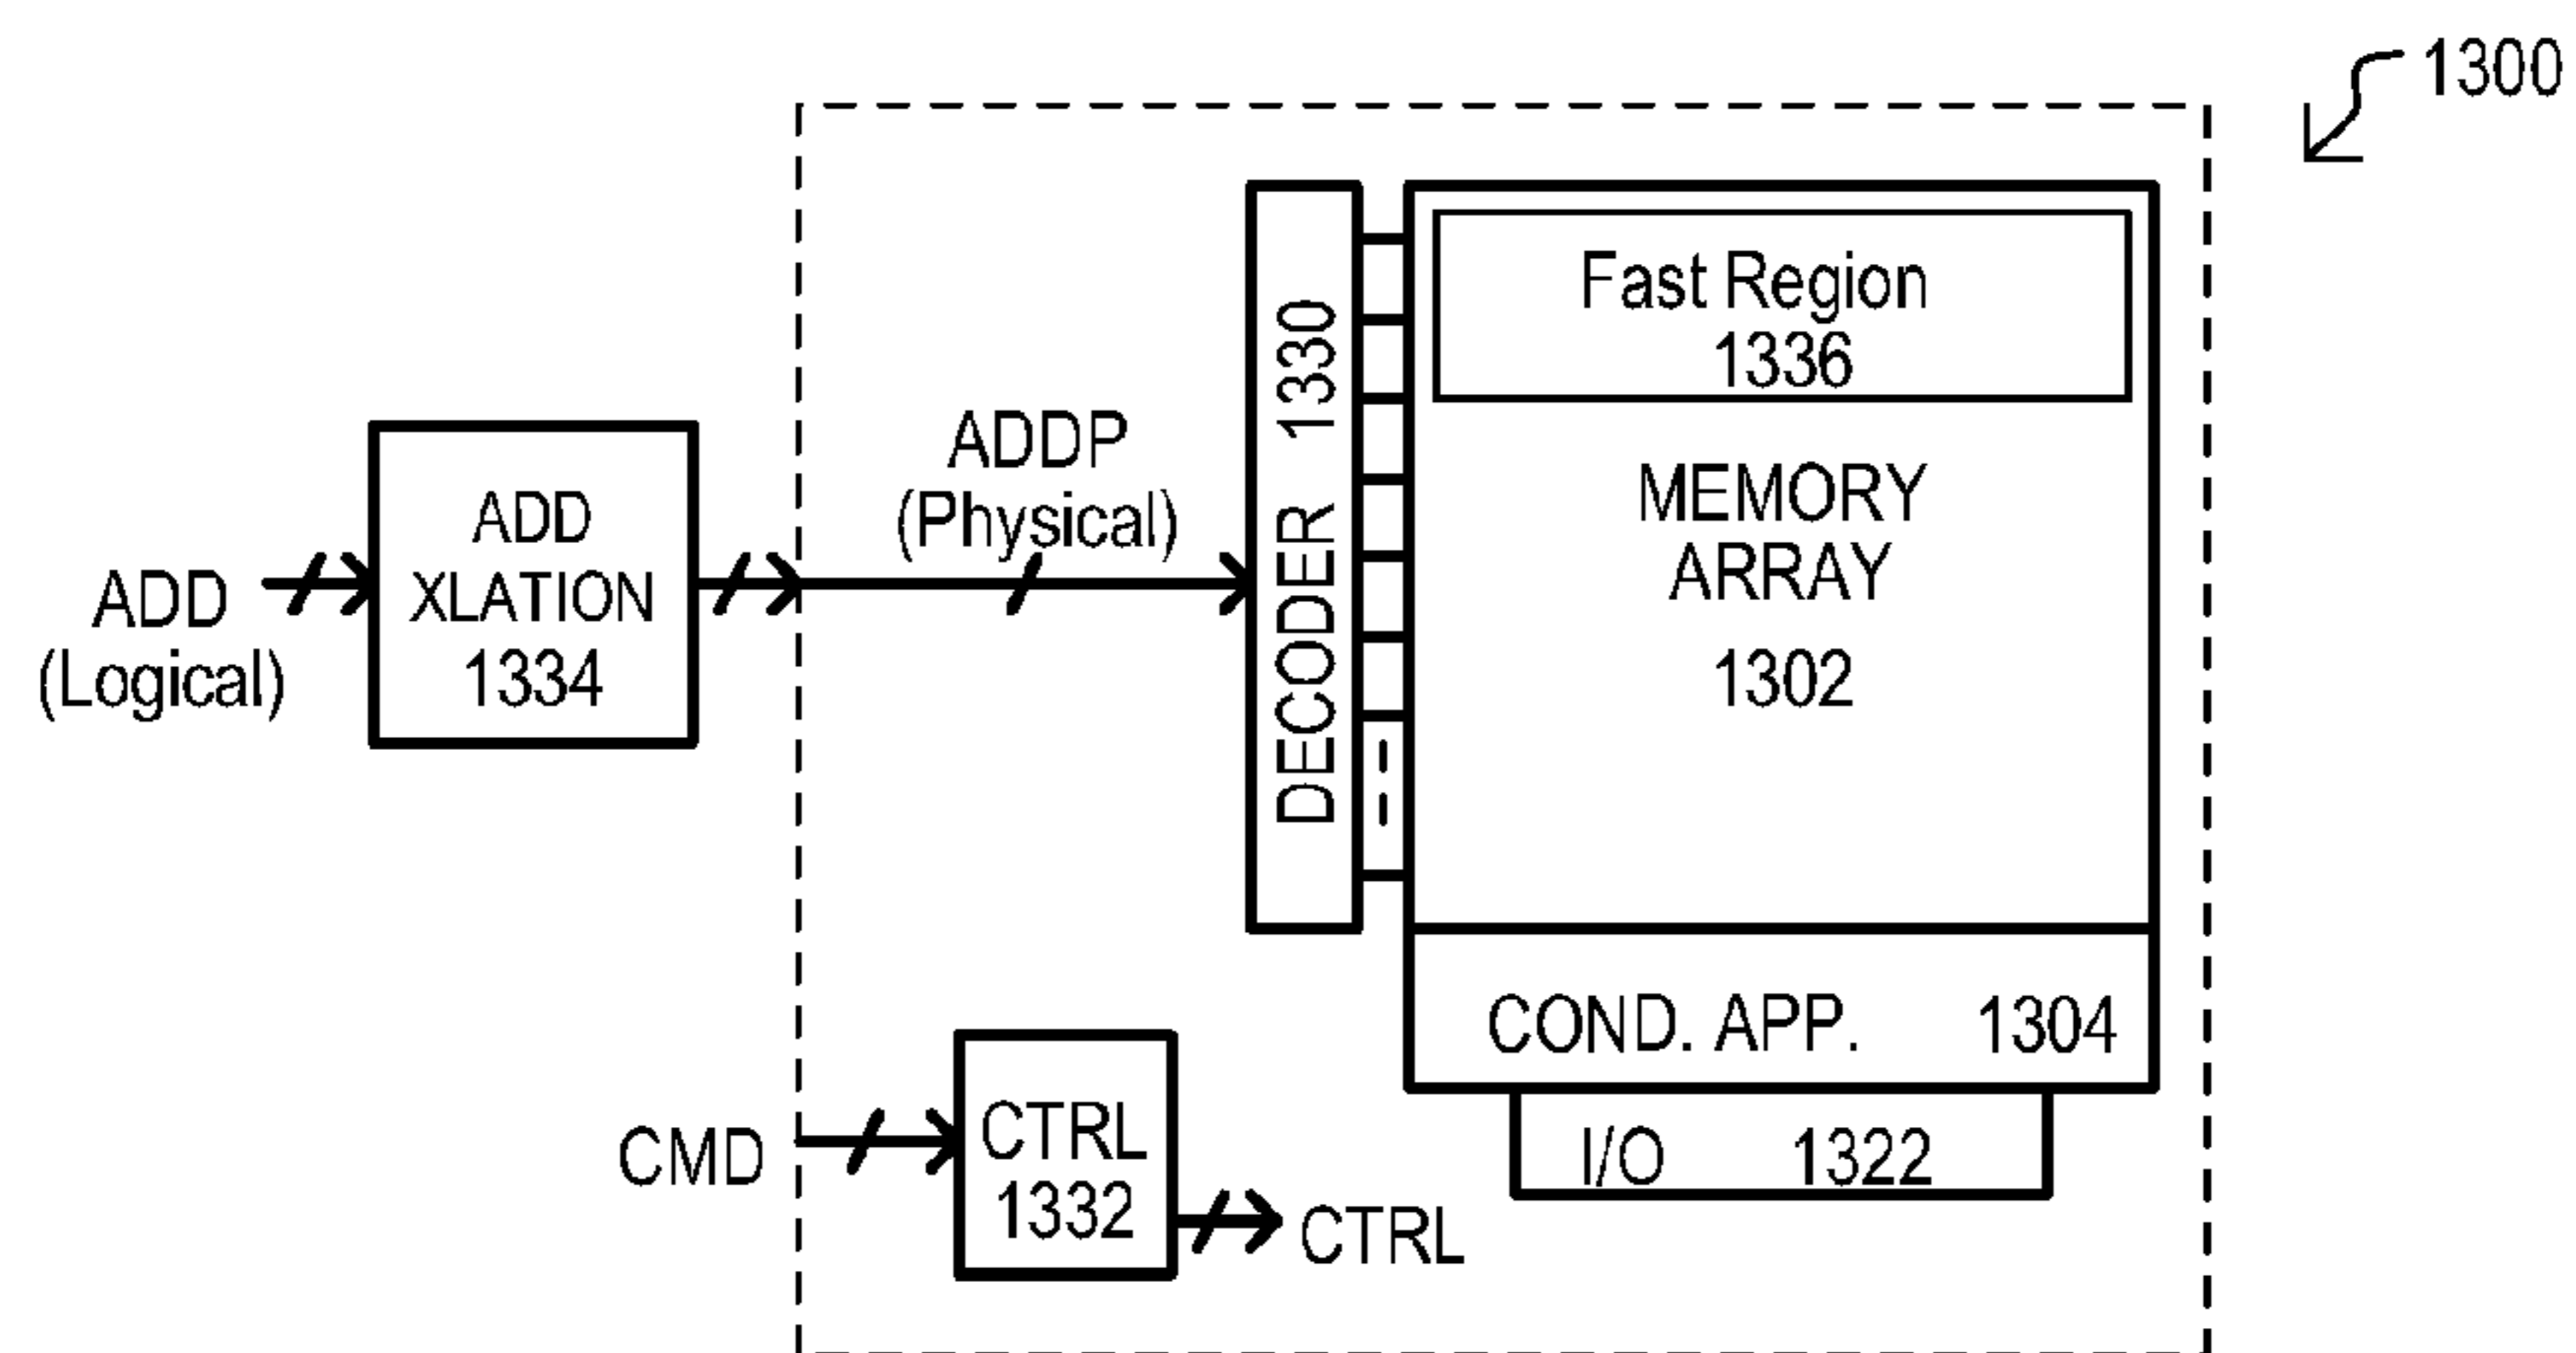 1300
Fast Region
1336
MEMORY
ARRAY
1302
DECODER 1330
ADDP
(Physical)
ADD
XLATION
1334
ADD
(Logical)
COND. APP. 1304
I/O 1322
CMD
CTRL
1332
CTRL